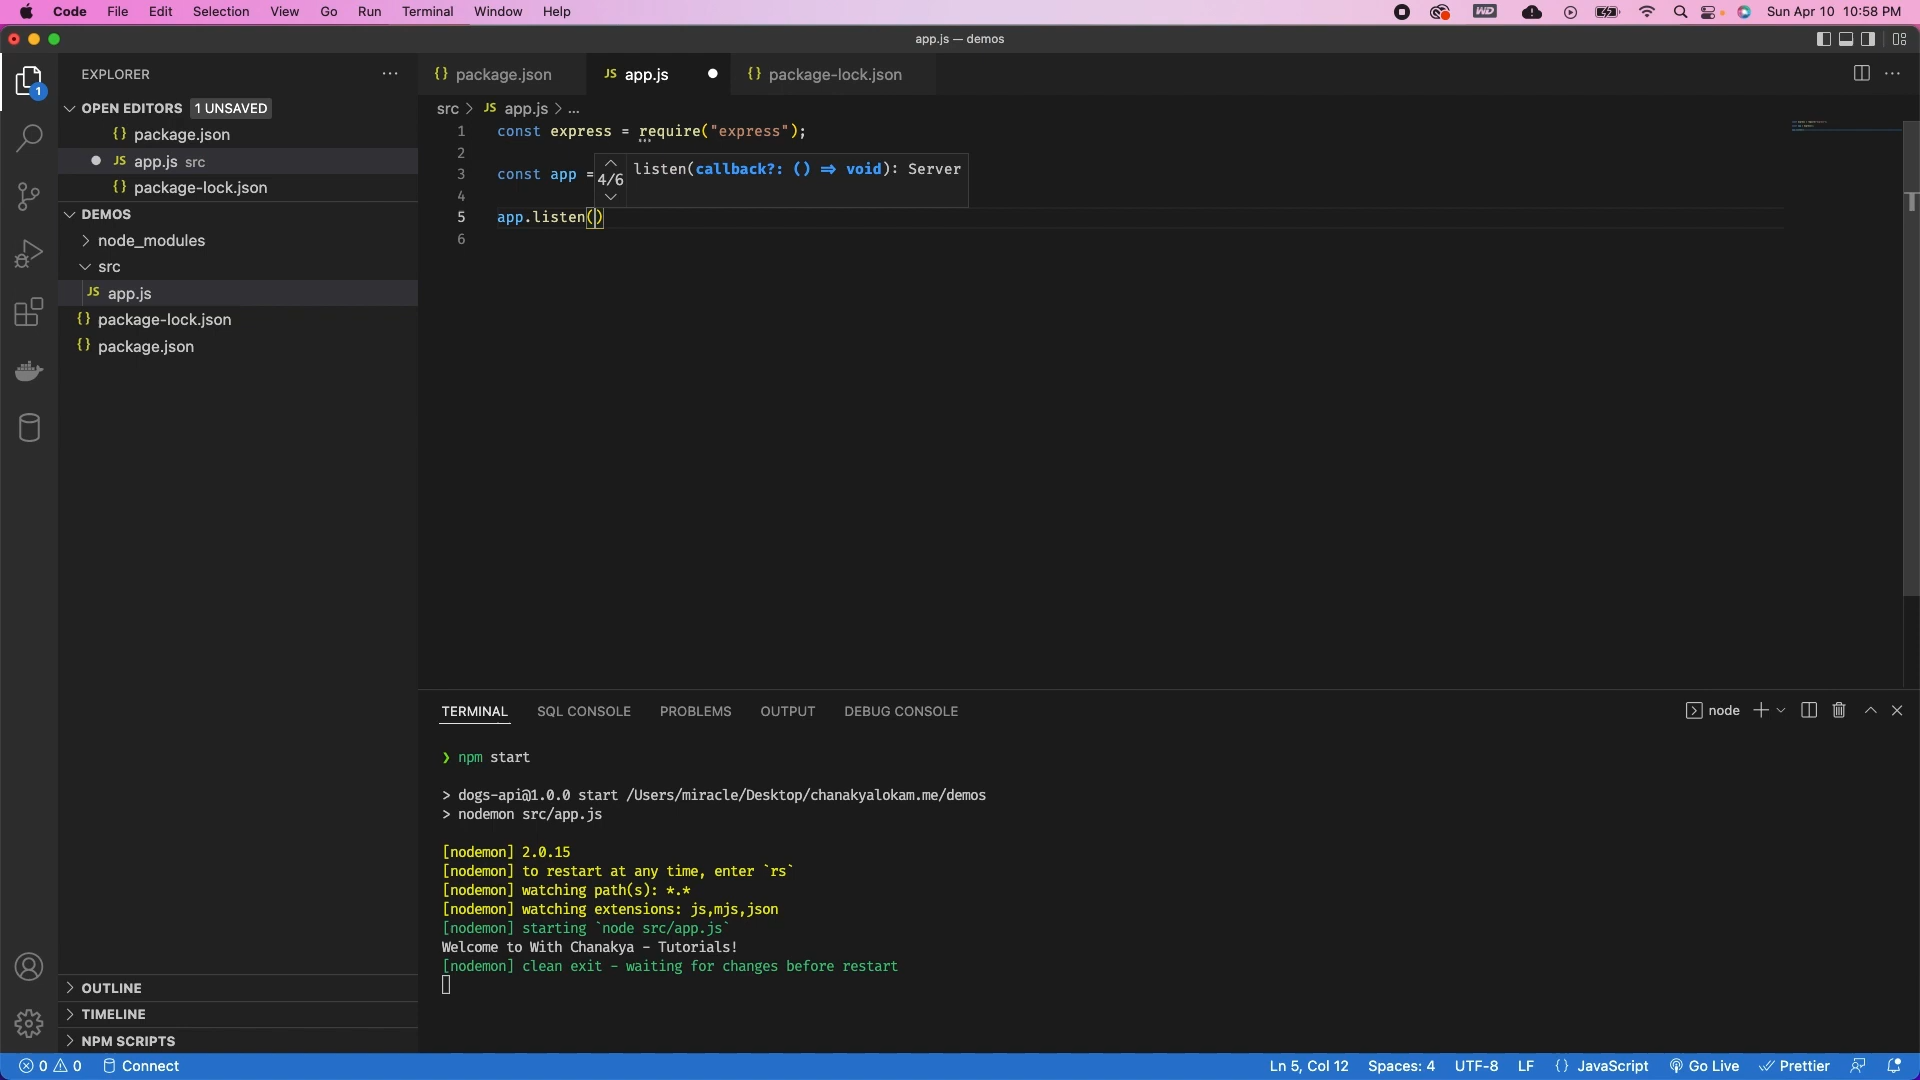 Code File Edit Selection View Go Run Terminal Window Help WD Sun Apr 10 10:58 PM
app.js — demos
EXPLORER ...
1
OPEN EDITORS 1 UNSAVED
{} package.json
JS app.js src
{} package-lock.json
DEMOS
node_modules
src
JS app.js
{} package-lock.json
{} package.json
OUTLINE
TIMELINE
NPM SCRIPTS
{} package.json JS app.js {} package-lock.json
src > JS app.js > ...
1 const express = require("express");
2
3 const app =
4
5 app.listen()
6
4/6 listen(callback?: () ⇒ void): Server
TERMINAL SQL CONSOLE PROBLEMS OUTPUT DEBUG CONSOLE node
❯ npm start
> dogs-api@1.0.0 start /Users/miracle/Desktop/chanakyalokam.me/demos
> nodemon src/app.js
[nodemon] 2.0.15
[nodemon] to restart at any time, enter `rs`
[nodemon] watching path(s): *.*
[nodemon] watching extensions: js,mjs,json
[nodemon] starting `node src/app.js`
Welcome to With Chanakya - Tutorials!
[nodemon] clean exit - waiting for changes before restart
0 0 Connect Ln 5, Col 12 Spaces: 4 UTF-8 LF {} JavaScript Go Live Prettier